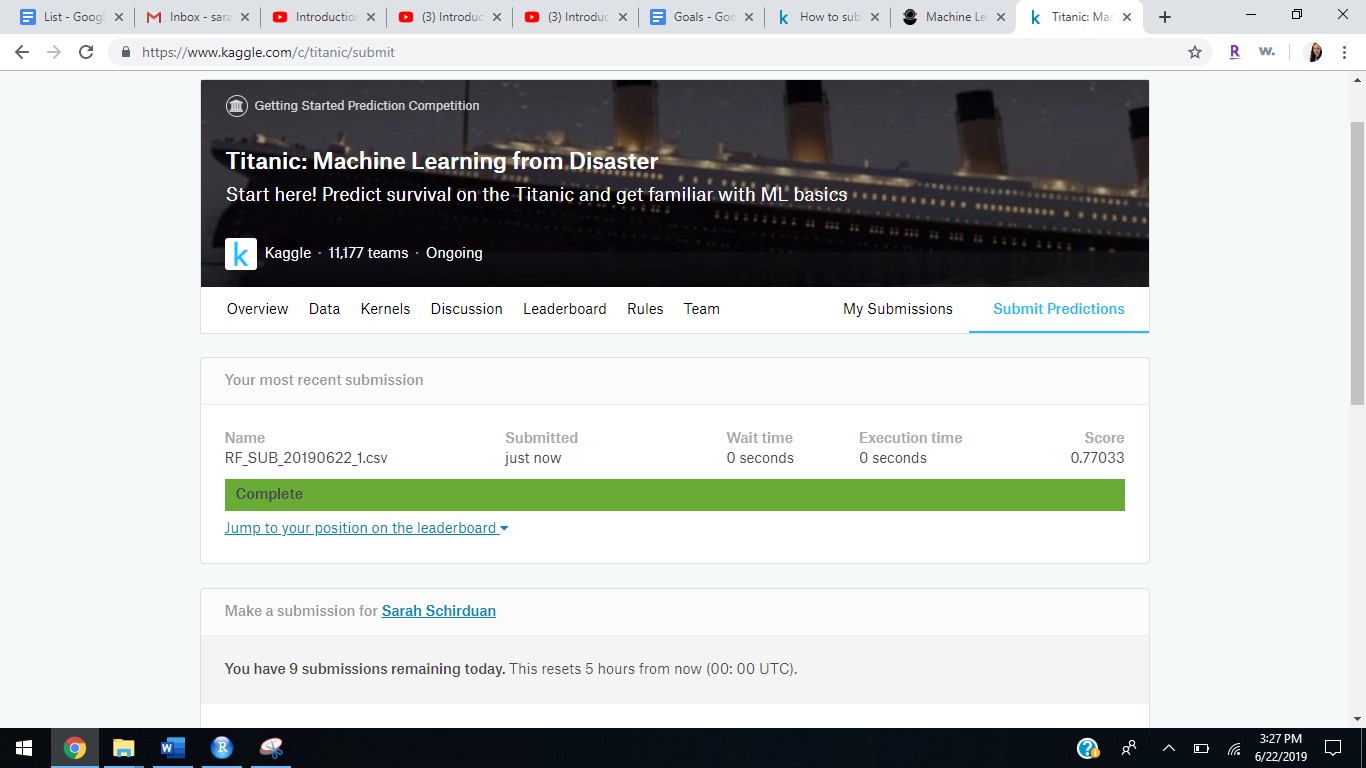 List - Googl
Inbox - sara
Introduction
(3) Introduc
(3) Introduc
Goals - Goo
How to sub
Machine Le
Titanic: Mac
https://www.kaggle.com/c/titanic/submit
R
w.
Getting Started Prediction Competition
Titanic: Machine Learning from Disaster
Start here! Predict survival on the Titanic and get familiar with ML basics
k
Kaggle · 11,177 teams · Ongoing
Overview Data Kernels Discussion Leaderboard Rules Team My Submissions Submit Predictions
Your most recent submission
Name Submitted Wait time Execution time Score
RF_SUB_20190622_1.csv just now 0 seconds 0 seconds 0.77033
Complete
Jump to your position on the leaderboard
Make a submission for Sarah Schirduan
You have 9 submissions remaining today. This resets 5 hours from now (00: 00 UTC).
3:27 PM
6/22/2019